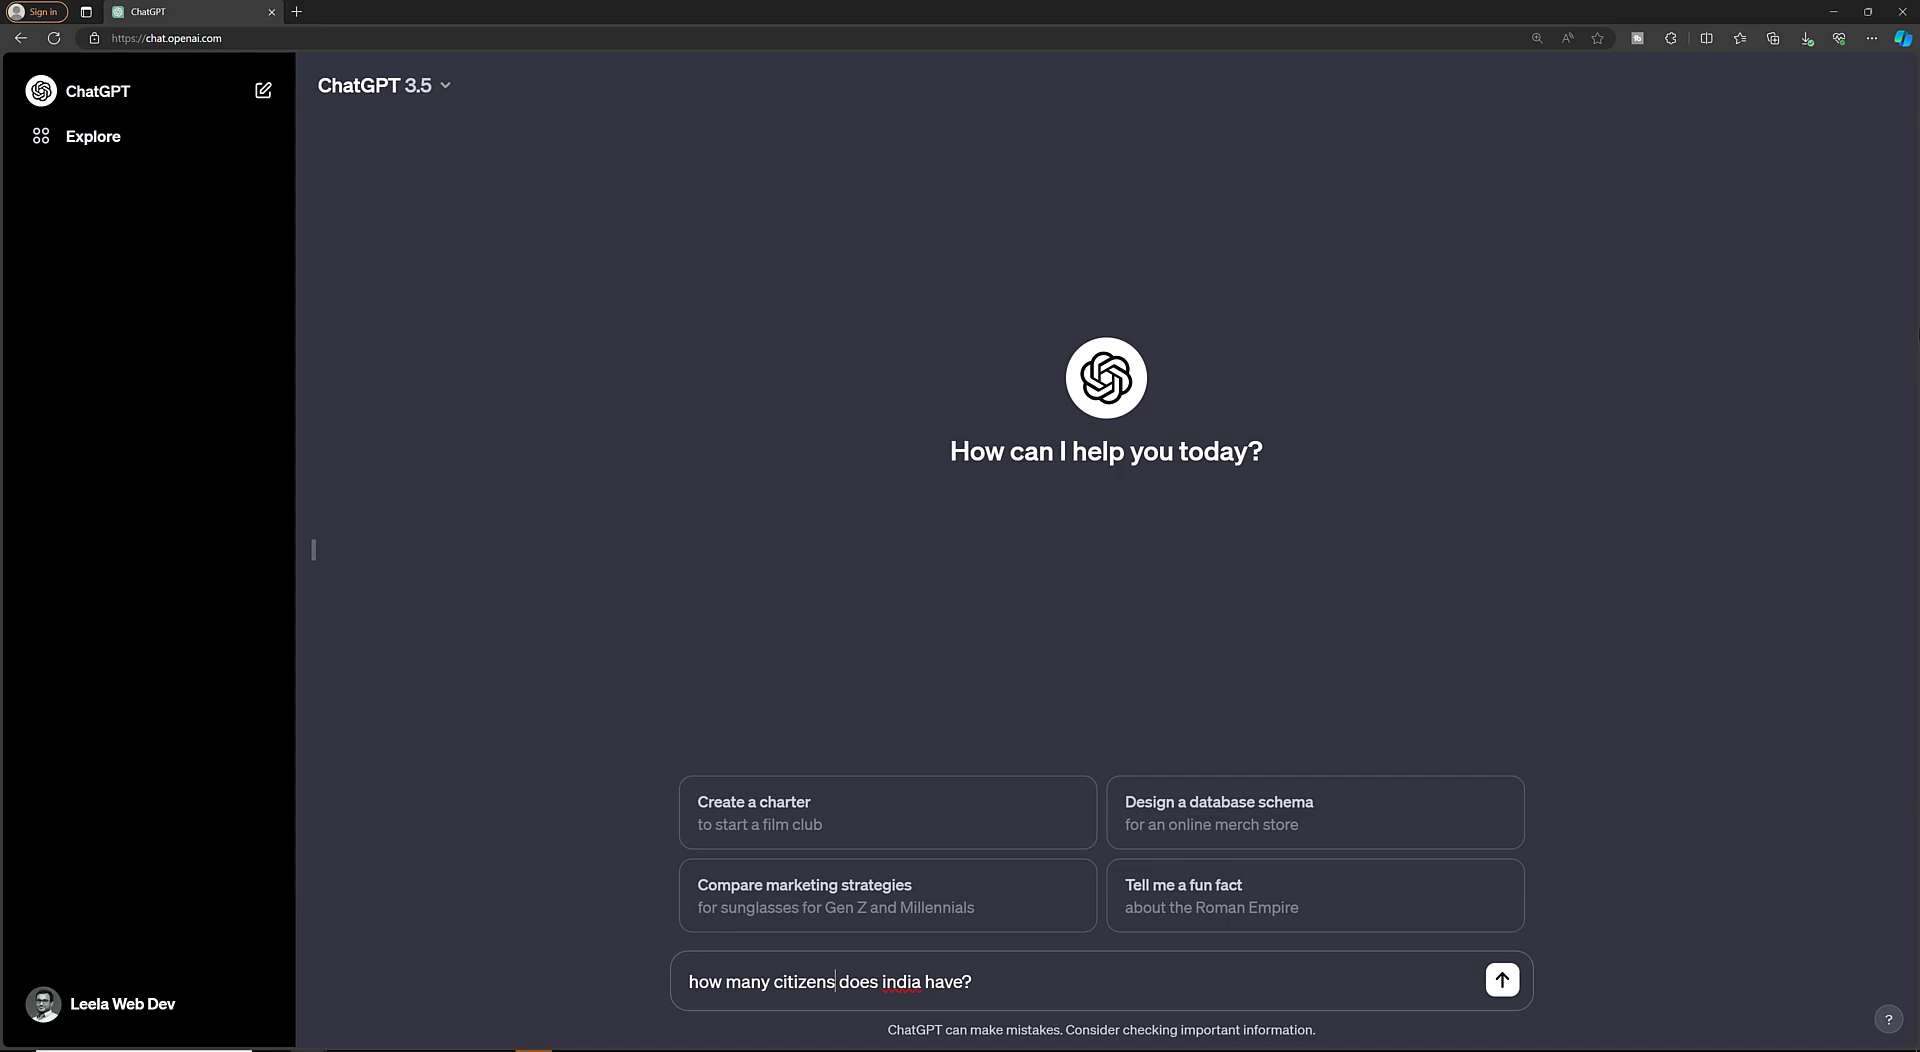 Sign in
ChatGPT
https://chat.openai.com
ChatGPT
Explore
ChatGPT 3.5
How can I help you today?
Create a charter
to start a film club
Design a database schema
for an online merch store
Compare marketing strategies
for sunglasses for Gen Z and Millennials
Tell me a fun fact
about the Roman Empire
how many citizens does india have?
Leela Web Dev
ChatGPT can make mistakes. Consider checking important information.
?